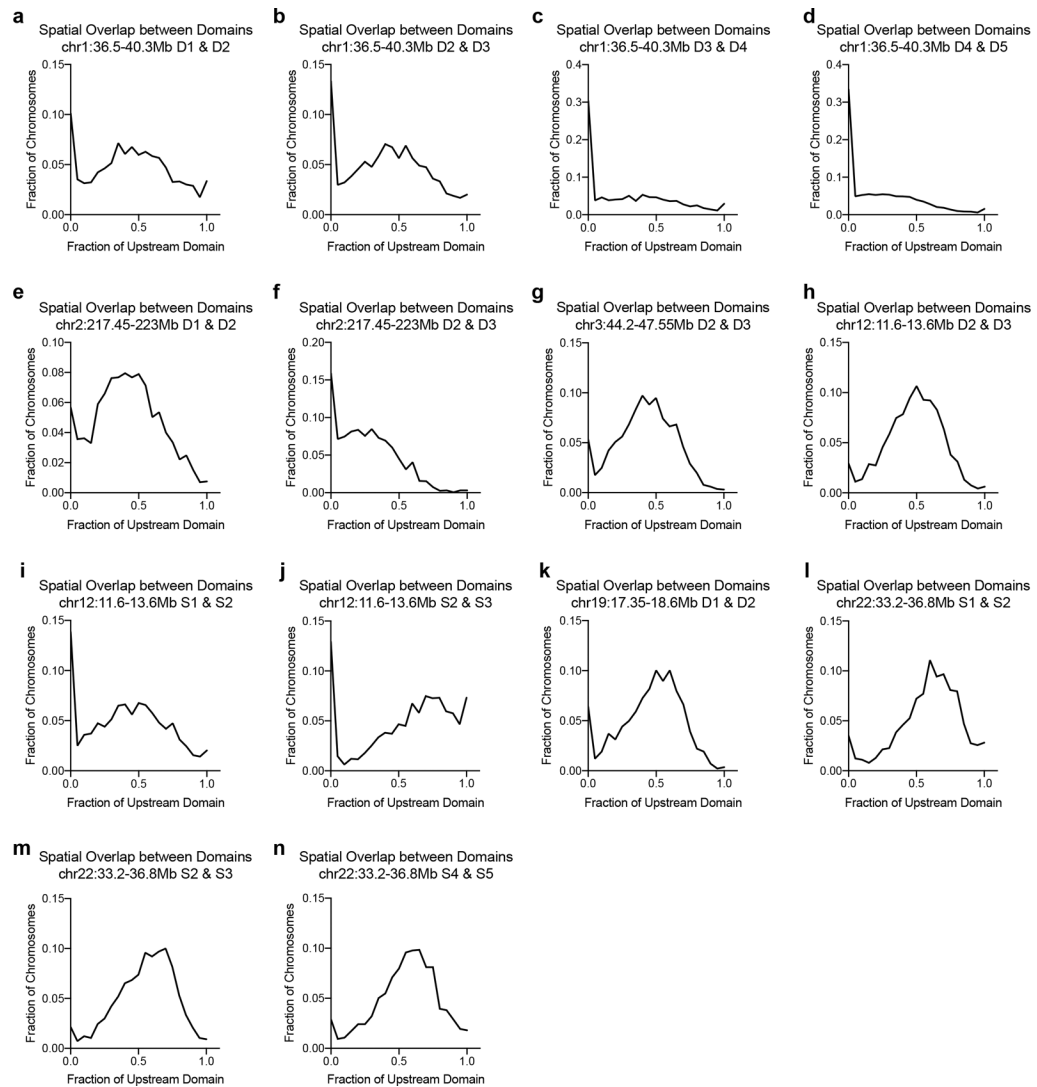 a
Spatial Overlap between Domains
chr1:36.5-40.3Mb D1 & D2
Fraction of Chromosomes
0.15
0.10
0.05
0.00
0.0 0.5 1.0
Fraction of Upstream Domain
b
Spatial Overlap between Domains
chr1:36.5-40.3Mb D2 & D3
Fraction of Chromosomes
0.15
0.10
0.05
0.00
0.0 0.5 1.0
Fraction of Upstream Domain
c
Spatial Overlap between Domains
chr1:36.5-40.3Mb D3 & D4
Fraction of Chromosomes
0.4
0.3
0.2
0.1
0.0
0.0 0.5 1.0
Fraction of Upstream Domain
d
Spatial Overlap between Domains
chr1:36.5-40.3Mb D4 & D5
Fraction of Chromosomes
0.4
0.3
0.2
0.1
0.0
0.0 0.5 1.0
Fraction of Upstream Domain
e
Spatial Overlap between Domains
chr2:217.45-223Mb D1 & D2
Fraction of Chromosomes
0.10
0.08
0.06
0.04
0.02
0.00
0.0 0.5 1.0
Fraction of Upstream Domain
f
Spatial Overlap between Domains
chr2:217.45-223Mb D2 & D3
Fraction of Chromosomes
0.20
0.15
0.10
0.05
0.00
0.0 0.5 1.0
Fraction of Upstream Domain
g
Spatial Overlap between Domains
chr3:44.2-47.55Mb D2 & D3
Fraction of Chromosomes
0.15
0.10
0.05
0.00
0.0 0.5 1.0
Fraction of Upstream Domain
h
Spatial Overlap between Domains
chr12:11.6-13.6Mb D2 & D3
Fraction of Chromosomes
0.15
0.10
0.05
0.00
0.0 0.5 1.0
Fraction of Upstream Domain
i
Spatial Overlap between Domains
chr12:11.6-13.6Mb S1 & S2
Fraction of Chromosomes
0.15
0.10
0.05
0.00
0.0 0.5 1.0
Fraction of Upstream Domain
j
Spatial Overlap between Domains
chr12:11.6-13.6Mb S2 & S3
Fraction of Chromosomes
0.15
0.10
0.05
0.00
0.0 0.5 1.0
Fraction of Upstream Domain
k
Spatial Overlap between Domains
chr19:17.35-18.6Mb D1 & D2
Fraction of Chromosomes
0.15
0.10
0.05
0.00
0.0 0.5 1.0
Fraction of Upstream Domain
l
Spatial Overlap between Domains
chr22:33.2-36.8Mb S1 & S2
Fraction of Chromosomes
0.15
0.10
0.05
0.00
0.0 0.5 1.0
Fraction of Upstream Domain
m
Spatial Overlap between Domains
chr22:33.2-36.8Mb S2 & S3
Fraction of Chromosomes
0.15
0.10
0.05
0.00
0.0 0.5 1.0
Fraction of Upstream Domain
n
Spatial Overlap between Domains
chr22:33.2-36.8Mb S4 & S5
Fraction of Chromosomes
0.15
0.10
0.05
0.00
0.0 0.5 1.0
Fraction of Upstream Domain